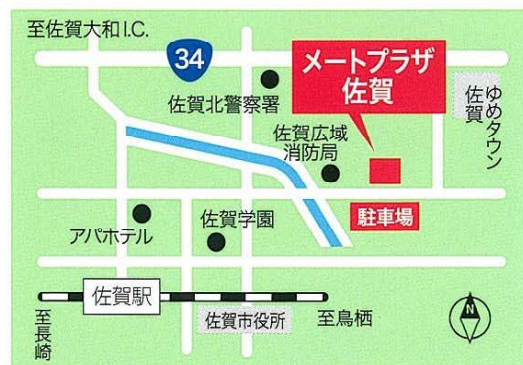 至佐賀大和I.C.
34
メートプラザ
佐賀
佐賀北警察署
ゆめタウン
佐賀
佐賀広域
消防局
駐車場
アパホテル
佐賀学園
佐賀駅
佐賀市役所
至鳥栖
至長崎
N